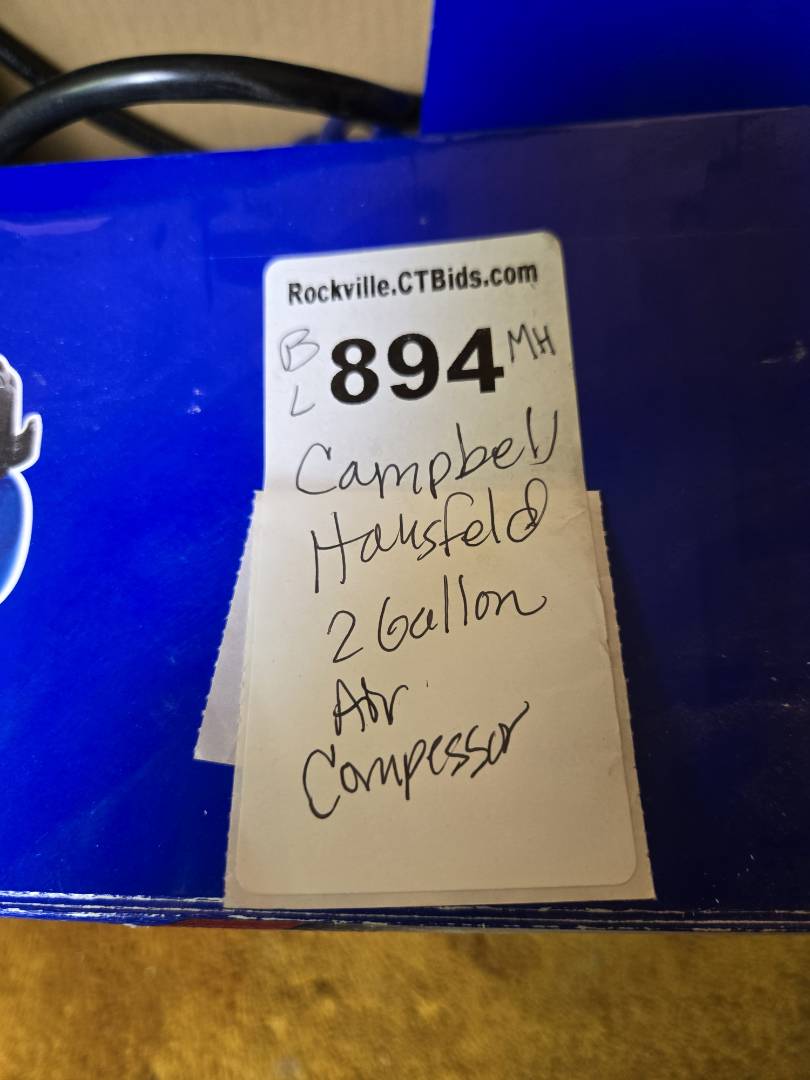 Rockville.CTBids.com
B 894 MH
L
Campbell
Hausfeld
2 Gallon
Air
Compessor